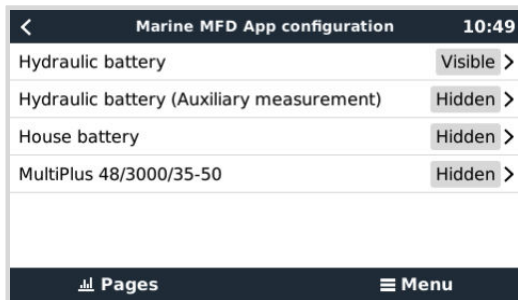 Marine MFD App configuration 10:49
Hydraulic battery Visible
Hydraulic battery (Auxiliary measurement) Hidden
House battery Hidden
MultiPlus 48/3000/35-50 Hidden
Pages Menu